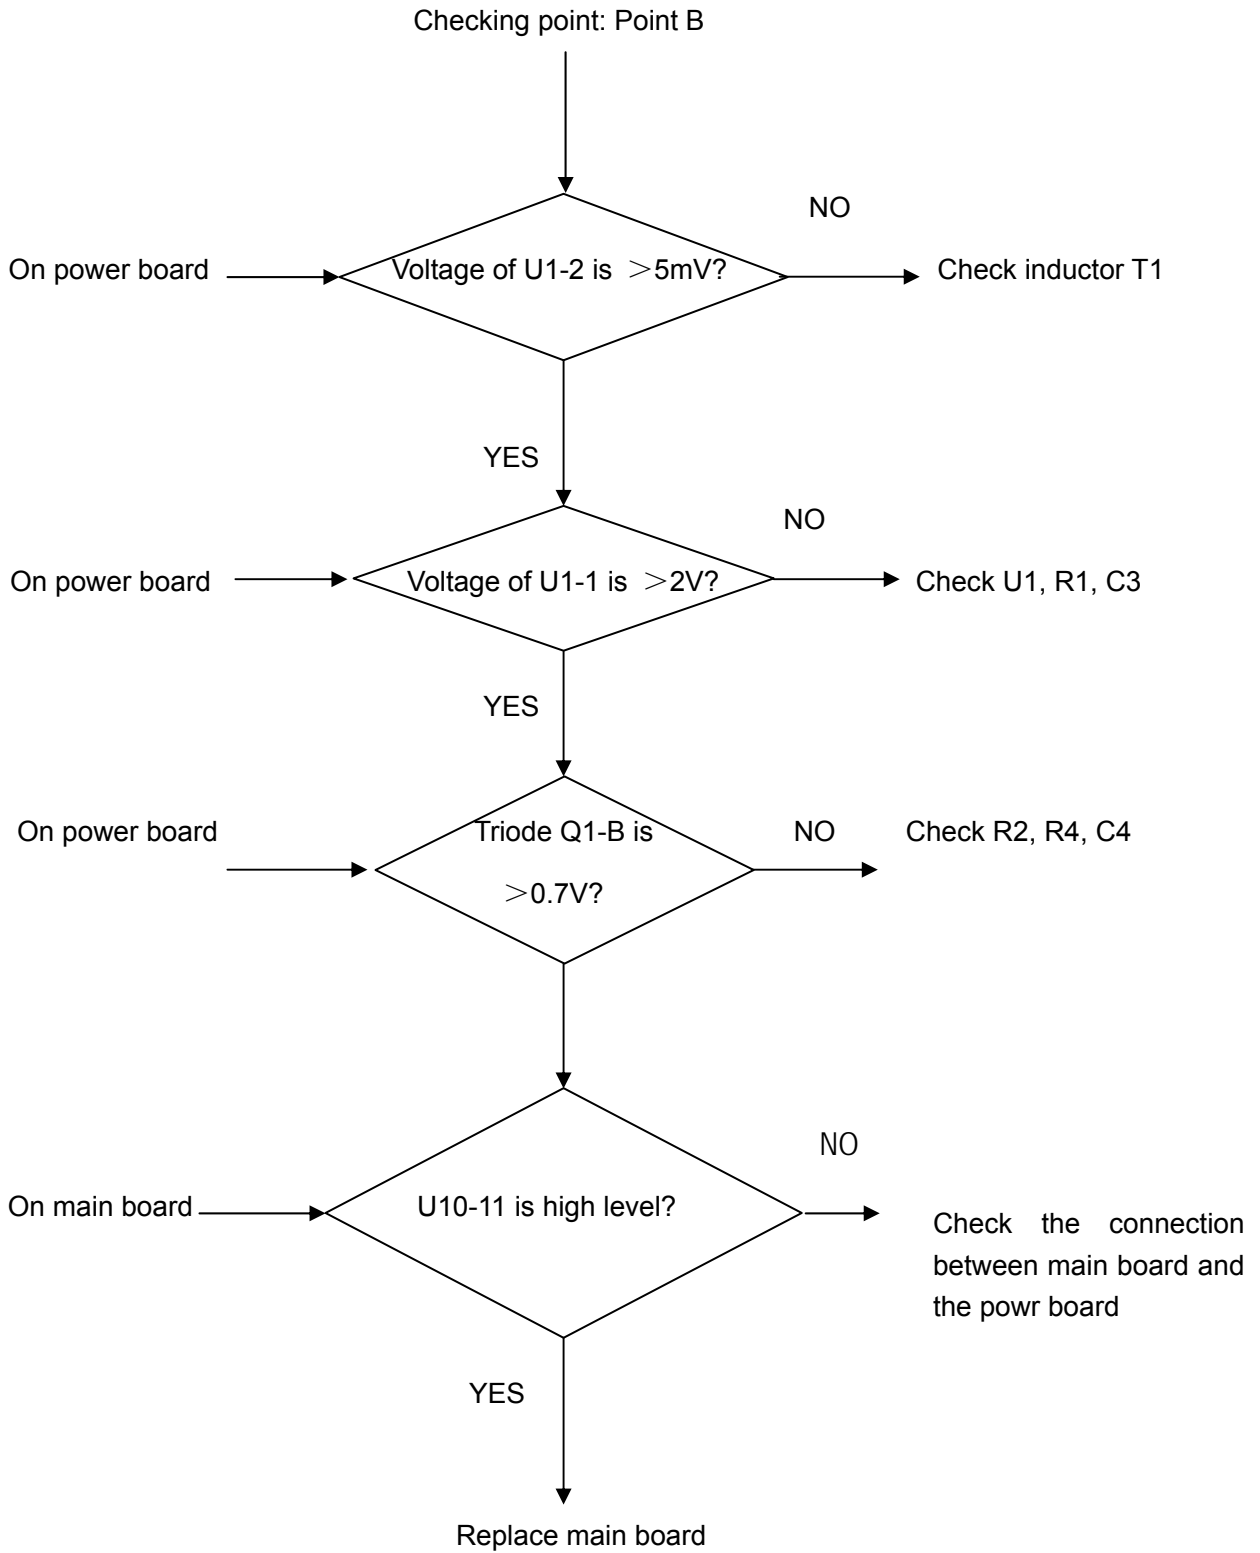 Checking point: Point B
NO
On power board
Voltage of U1-2 is ＞5mV?
Check inductor T1
YES
NO
On power board
Voltage of U1-1 is ＞2V?
Check U1, R1, C3
YES
On power board
Triode Q1-B is
＞0.7V?
NO
Check R2, R4, C4
NO
On main board
U10-11 is high level?
Check the connection
between main board and
the powr board
YES
Replace main board